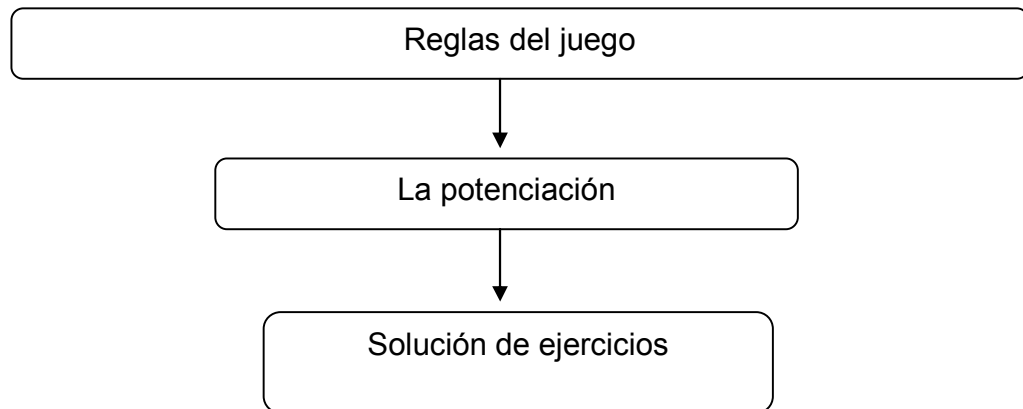 Reglas del juego
La potenciación
Solución de ejercicios